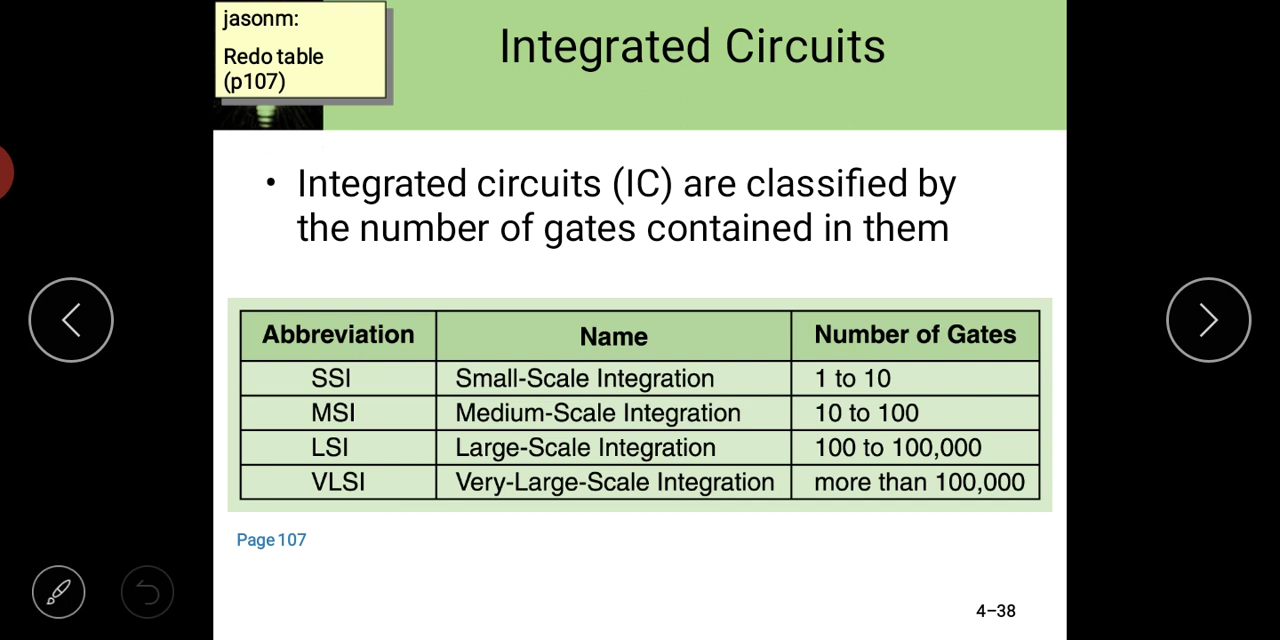 jasonm:
Redo table
(p107)
Integrated Circuits
• Integrated circuits (IC) are classified by
the number of gates contained in them
Abbreviation Name Number of Gates
SSI Small-Scale Integration 1 to 10
MSI Medium-Scale Integration 10 to 100
LSI Large-Scale Integration 100 to 100,000
VLSI Very-Large-Scale Integration more than 100,000
Page 107
4–38